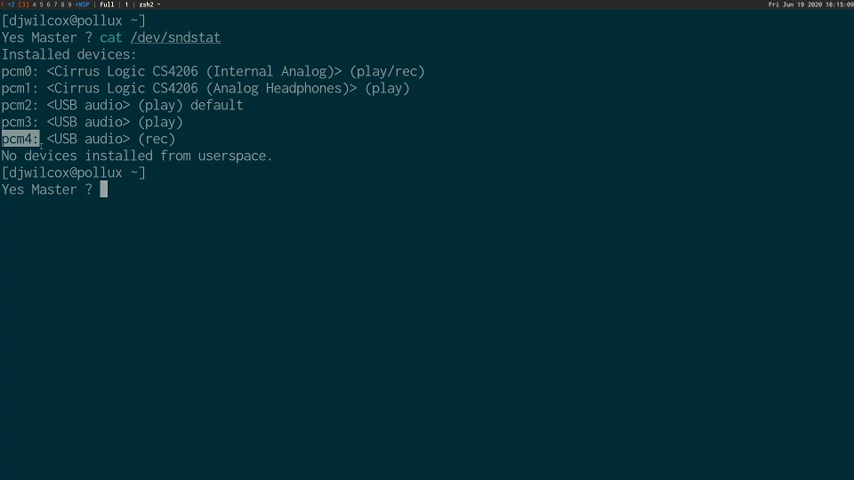 1 +2 [3] 4 5 6 7 8 9 +NSP | Full | 1 | zsh2 - Fri Jun 19 2020 16:15:09
[djwilcox@pollux ~]
Yes Master ? cat /dev/sndstat
Installed devices:
pcm0: <Cirrus Logic CS4206 (Internal Analog)> (play/rec)
pcm1: <Cirrus Logic CS4206 (Analog Headphones)> (play)
pcm2: <USB audio> (play) default
pcm3: <USB audio> (play)
pcm4: <USB audio> (rec)
No devices installed from userspace.
[djwilcox@pollux ~]
Yes Master ?